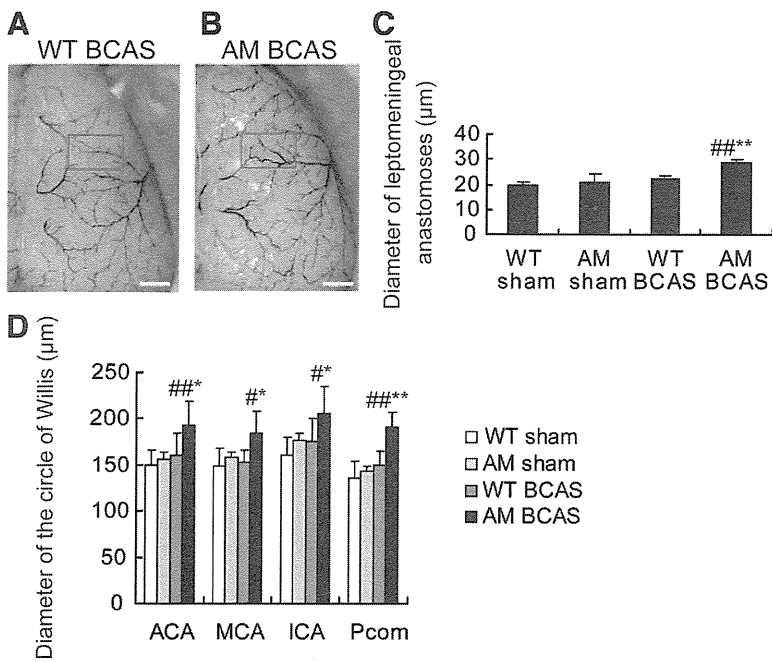 A
WT BCAS
B
AM BCAS
C
Diameter of leptomeningeal
anastomoses (µm)
40
30
20
10
0
##**
WT
sham
AM
sham
WT
BCAS
AM
BCAS
D
Diameter of the circle of Willis (µm)
250
200
150
100
50
0
##*
#*
#*
##**
ACA
MCA
ICA
Pcom
WT sham
AM sham
WT BCAS
AM BCAS